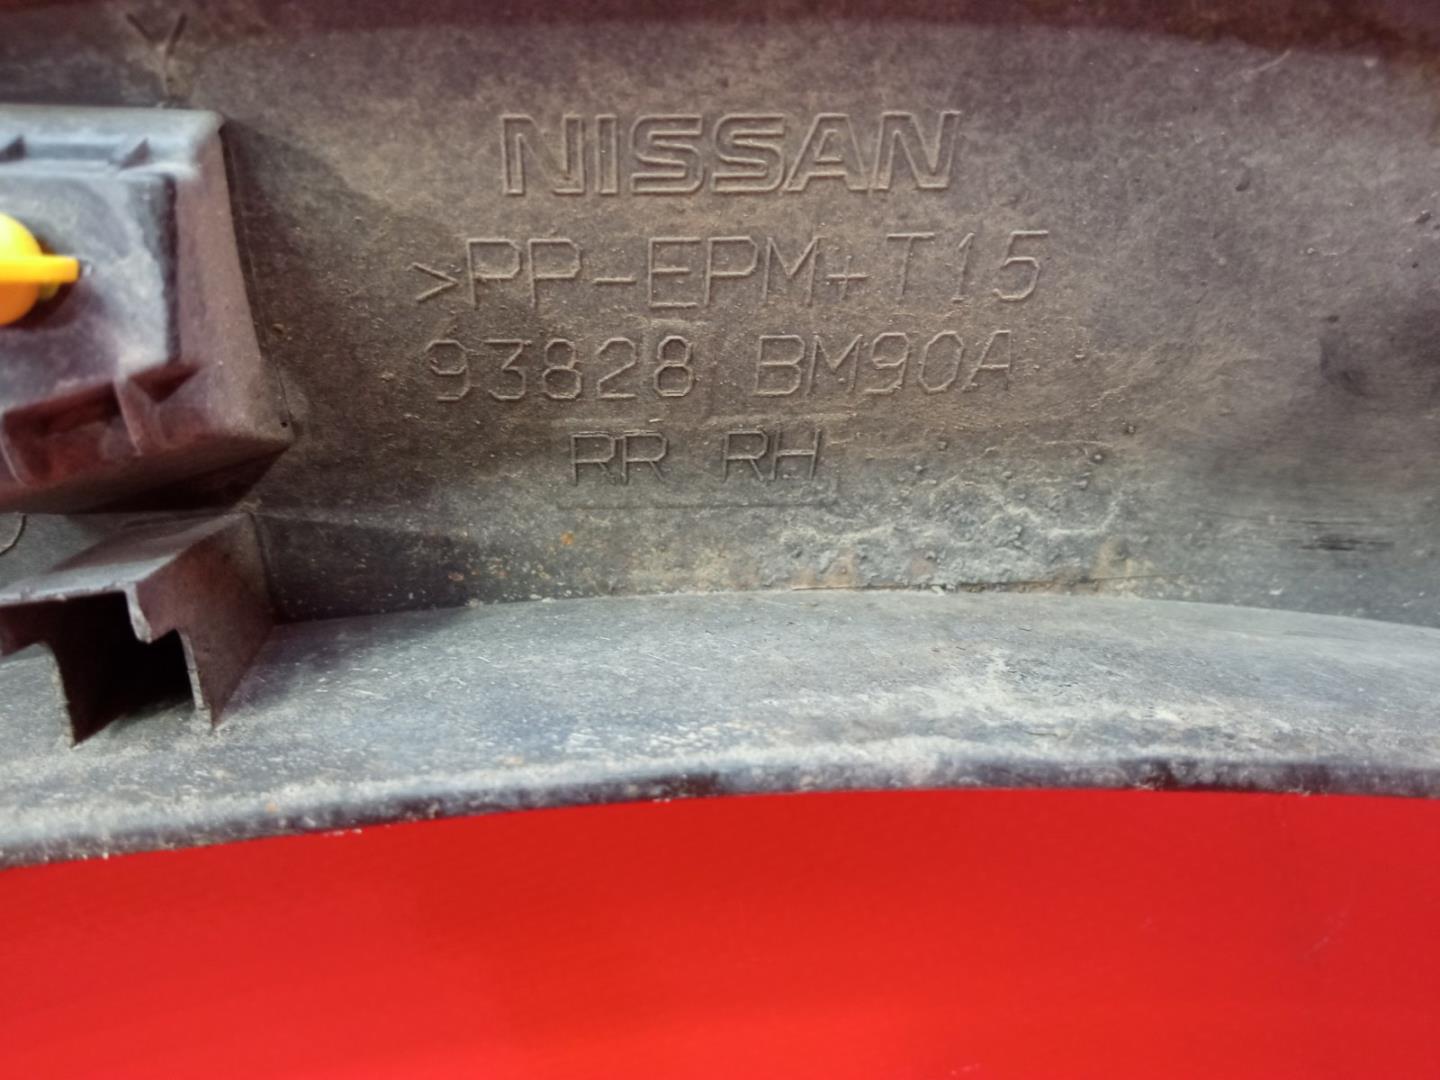 NISSAN
>PP-EPM+T15
93828 BM90A
RR RH